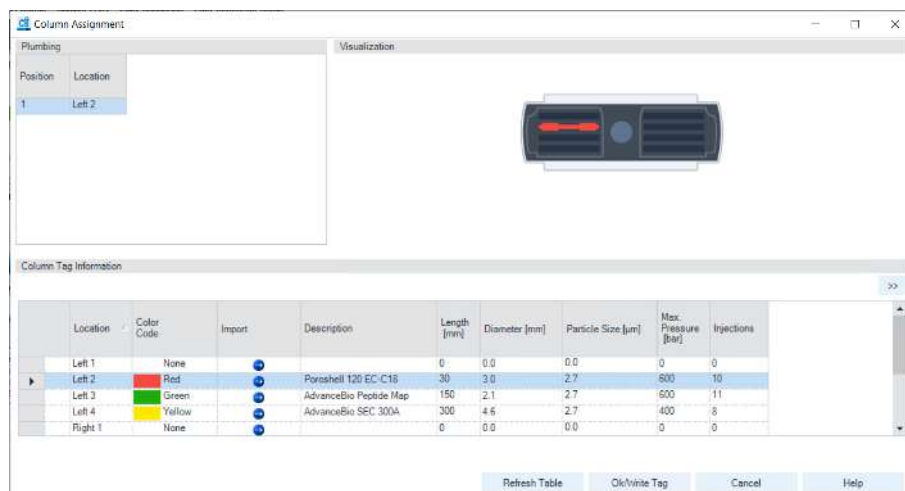 Column Assignment
Plumbing
Visualization
Position Location
1 Left 2
Column Tag Information
>>
Location Color Code Import Description Length [mm] Diameter [mm] Particle Size [µm] Max. Pressure [bar] Injections
Left 1 None 0 0.0 0.0 0 0
Left 2 Red Poroshell 120 EC-C18 30 3.0 2.7 600 10
Left 3 Green AdvanceBio Peptide Map 150 2.1 2.7 600 11
Left 4 Yellow AdvanceBio SEC 300A 300 4.6 2.7 400 8
Right 1 None 0 0.0 0.0 0 0
Refresh Table Ok/Write Tag Cancel Help